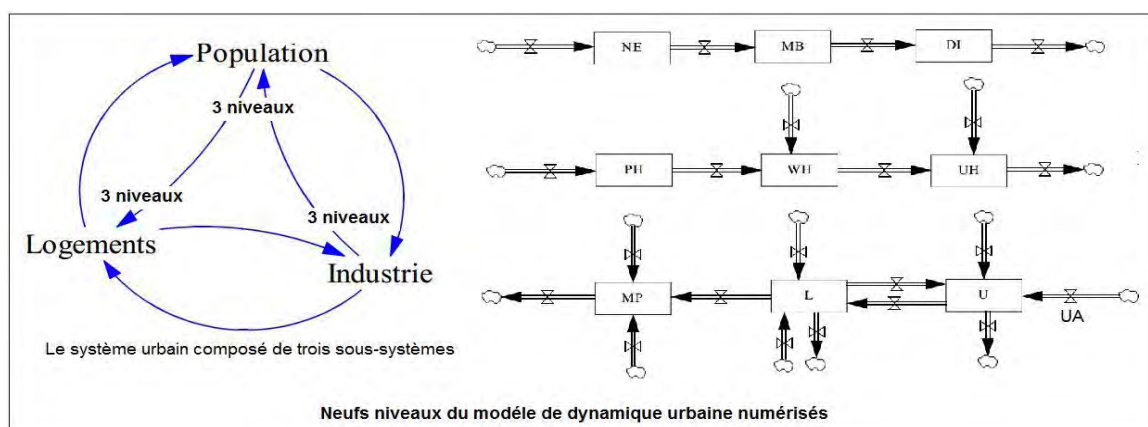 Population
3 niveaux
3 niveaux
3 niveaux
Logements
Industrie
Le système urbain composé de trois sous-systèmes
NE
MB
DI
PH
WH
UH
MP
L
U
UA
Neufs niveaux du modéle de dynamique urbaine numérisés